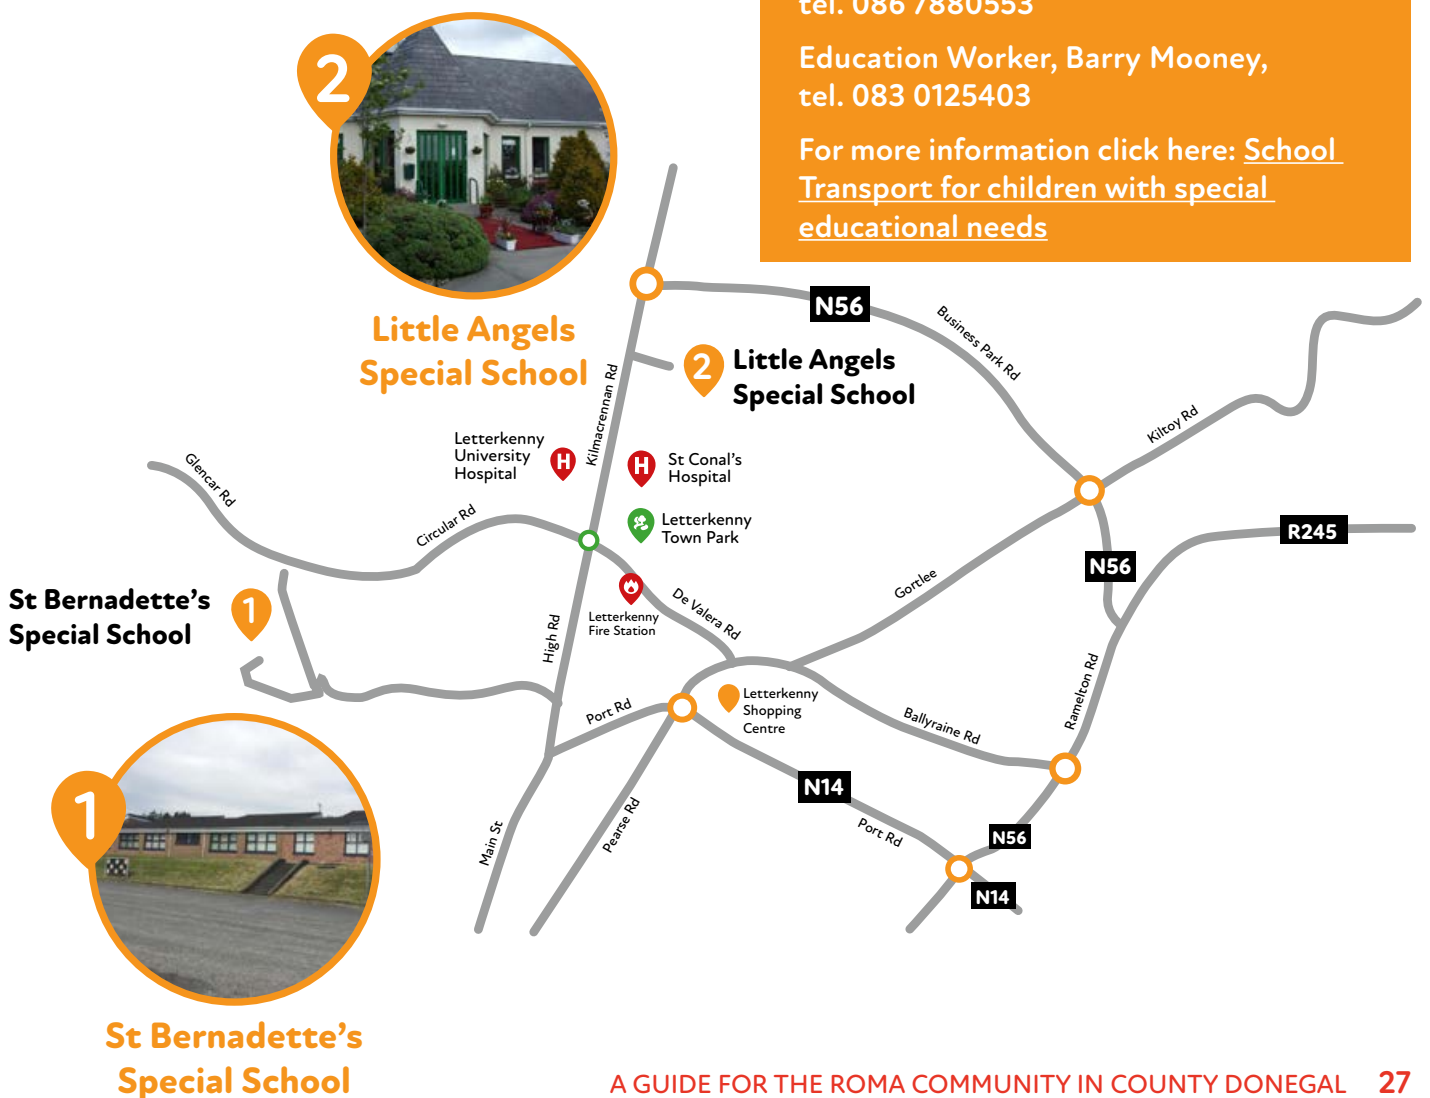 tel. 086 7880553
Education Worker, Barry Mooney,
tel. 083 0125403
For more information click here: School
Transport for children with special
educational needs
2
Little Angels
Special School
N56
Business Park Rd
2
Little Angels
Special School
Kilmacrennan Rd
Kiltoy Rd
Letterkenny
University
Hospital
H
H
St Conal's
Hospital
Glencar Rd
Circular Rd
Letterkenny
Town Park
R245
N56
Gortlee
St Bernadette's
Special School
1
Letterkenny
Fire Station
De Valera Rd
High Rd
Ramelton Rd
Port Rd
Letterkenny
Shopping
Centre
Ballyraine Rd
1
N14
Pearse Rd
Main St
Port Rd
N56
N14
St Bernadette's
Special School
A GUIDE FOR THE ROMA COMMUNITY IN COUNTY DONEGAL 27